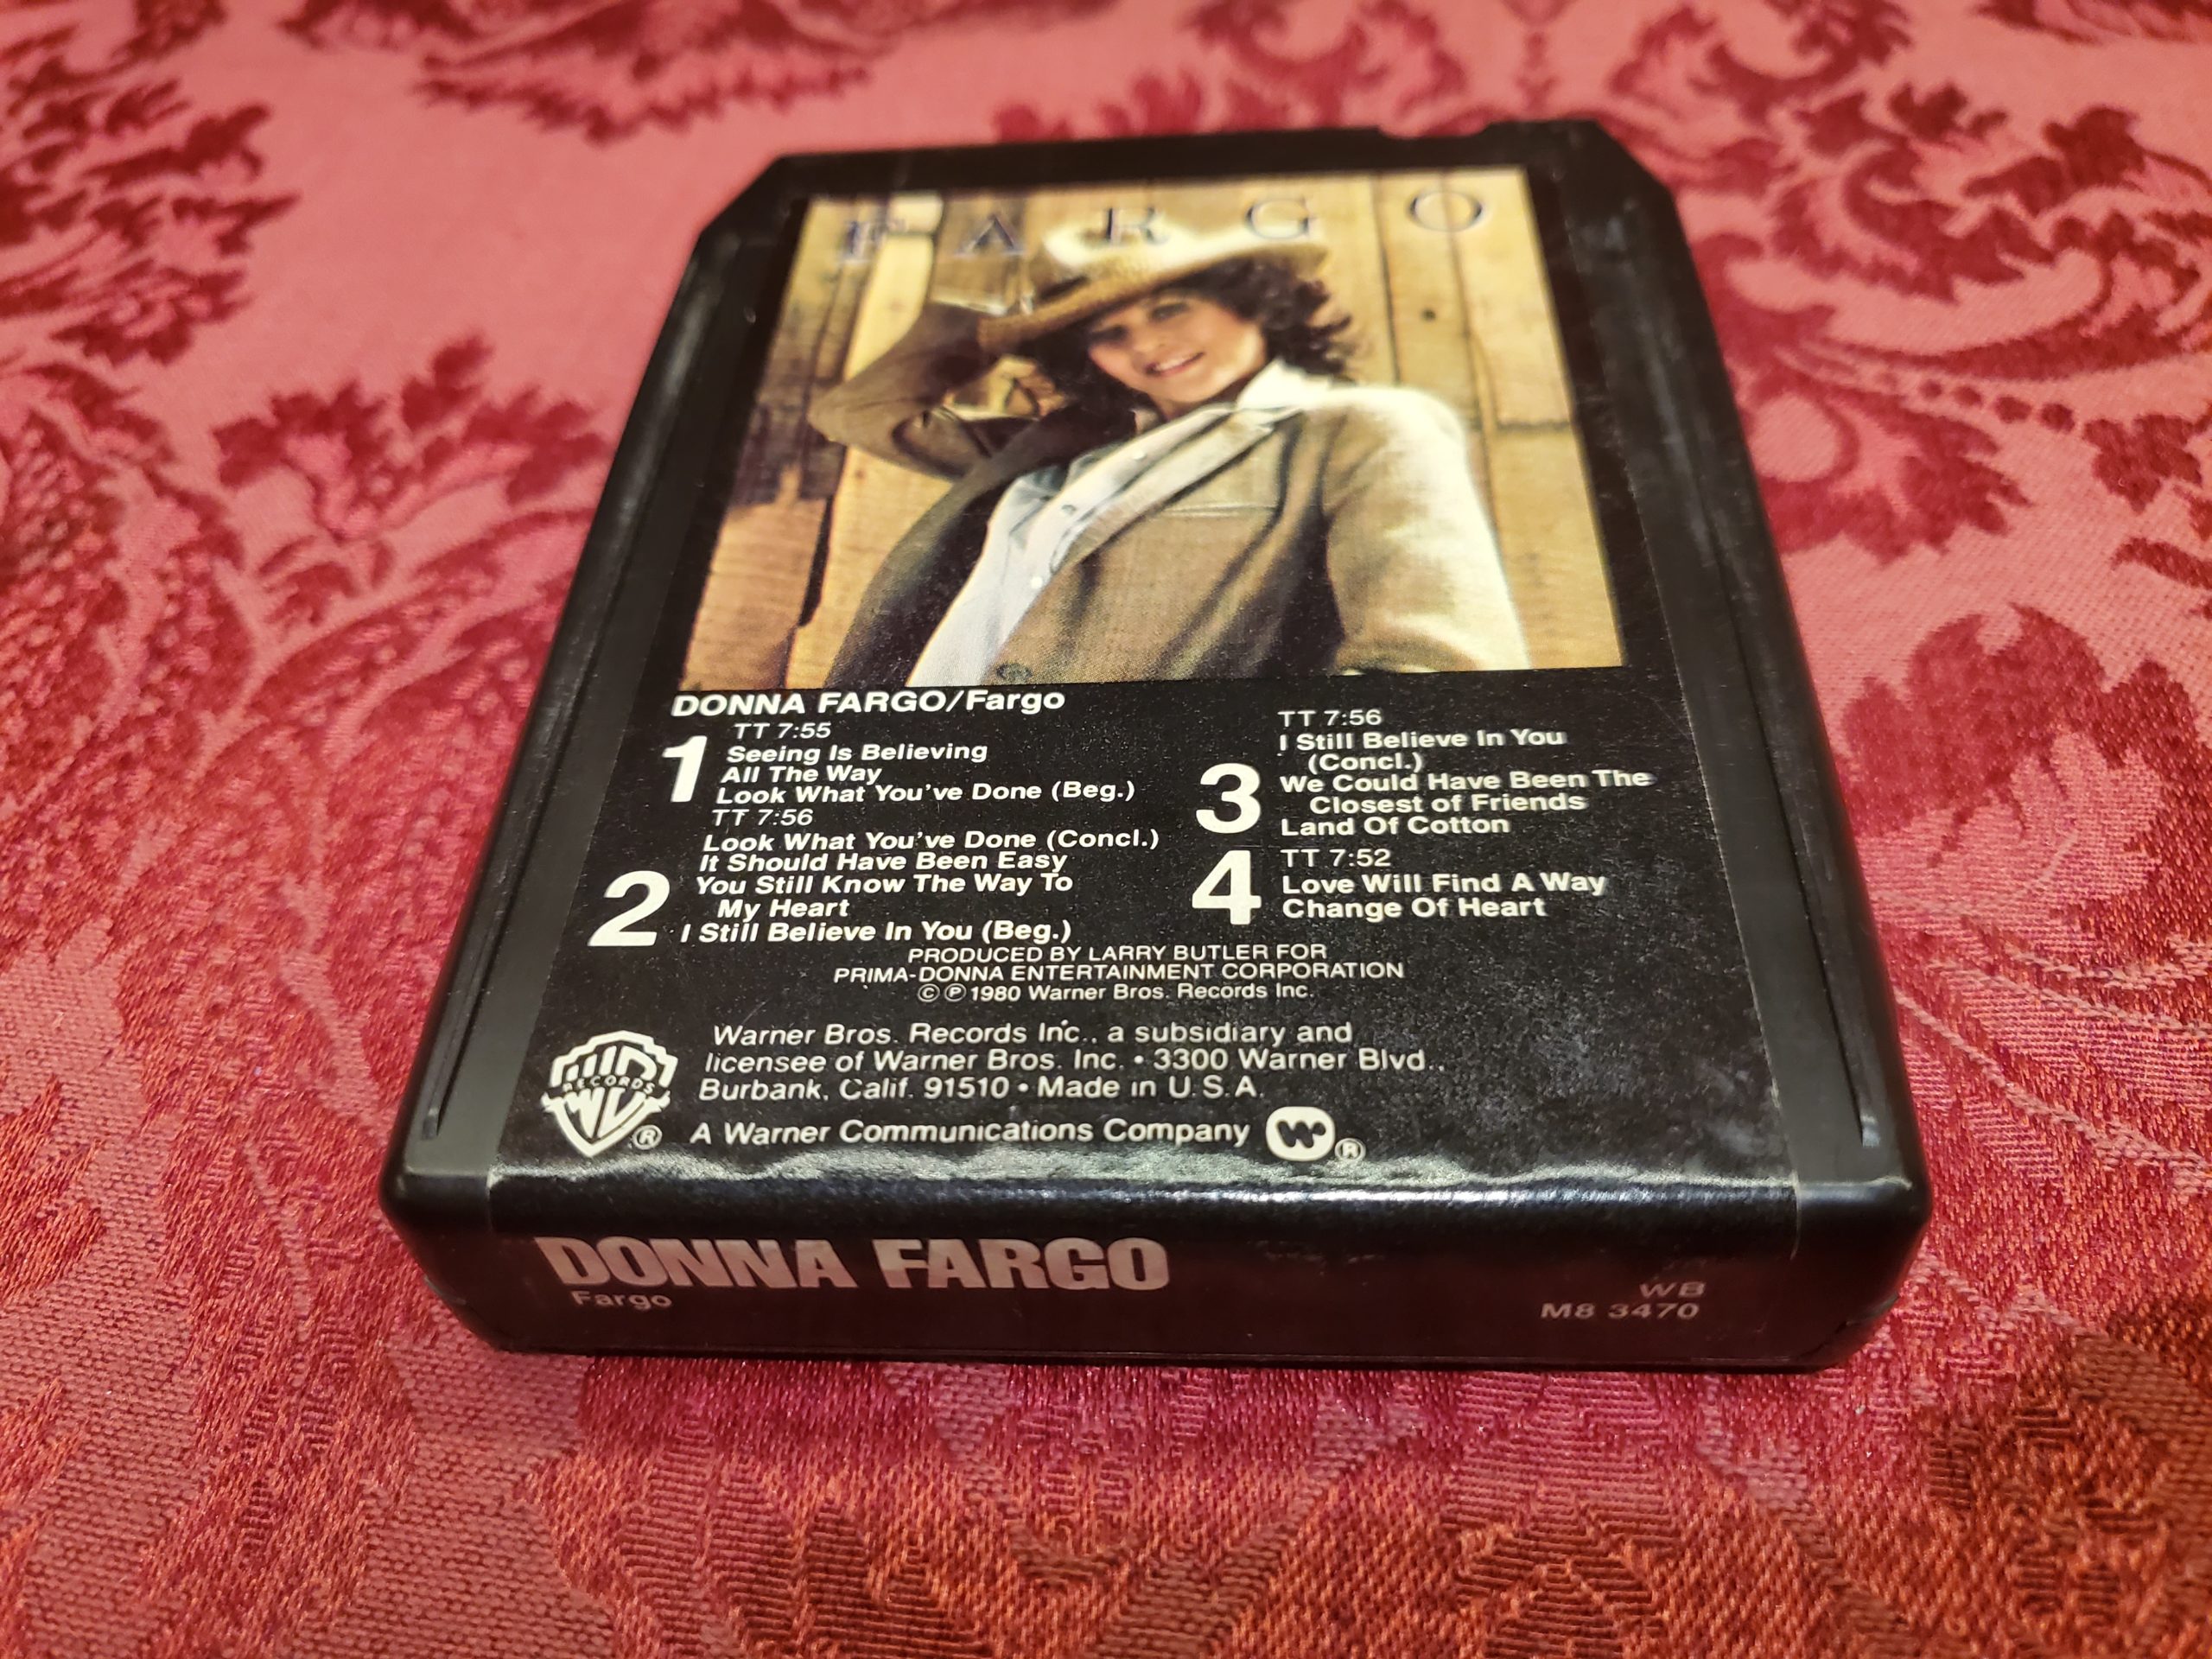 FARGO
DONNA FARGO/Fargo
TT 7:55
1
Seeing Is Believing
All The Way
Look What You've Done (Beg.)
TT 7:56
2
Look What You've Done (Concl.)
It Should Have Been Easy
You Still Know The Way To
My Heart
I Still Believe In You (Beg.)
TT 7:56
3
I Still Believe In You
(Concl.)
We Could Have Been The
Closest of Friends
Land Of Cotton
TT 7:52
4
Love Will Find A Way
Change Of Heart
PRODUCED BY LARRY BUTLER FOR
PRIMA-DONNA ENTERTAINMENT CORPORATION
©℗ 1980 Warner Bros. Records Inc.
Warner Bros. Records Inc., a subsidiary and
licensee of Warner Bros. Inc. • 3300 Warner Blvd.,
Burbank, Calif. 91510 • Made in U.S.A.
RECORDS
®
A Warner Communications Company
®
DONNA FARGO
Fargo
WB
M8 3470